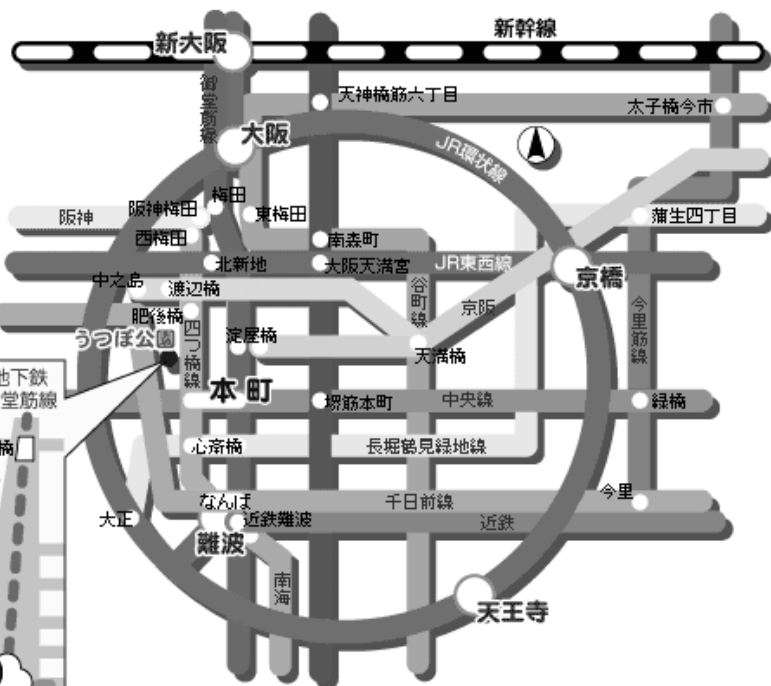 新幹線
新大阪
御堂筋線
天神橋筋六丁目
太子橋今市
大阪
JR環状線
梅田
阪神
阪神梅田
東梅田
蒲生四丁目
西梅田
南森町
北新地
大阪天満宮
JR東西線
京橋
中之島
渡辺橋
谷町線
京阪
今里筋線
肥後橋
うつぼ公園
四つ橋線
淀屋橋
天満橋
地下鉄
堂筋線
本町
堺筋本町
中央線
緑橋
橋
心斎橋
長堀鶴見緑地線
なんば
千日前線
今里
大正
近鉄難波
近鉄
難波
南海
天王寺